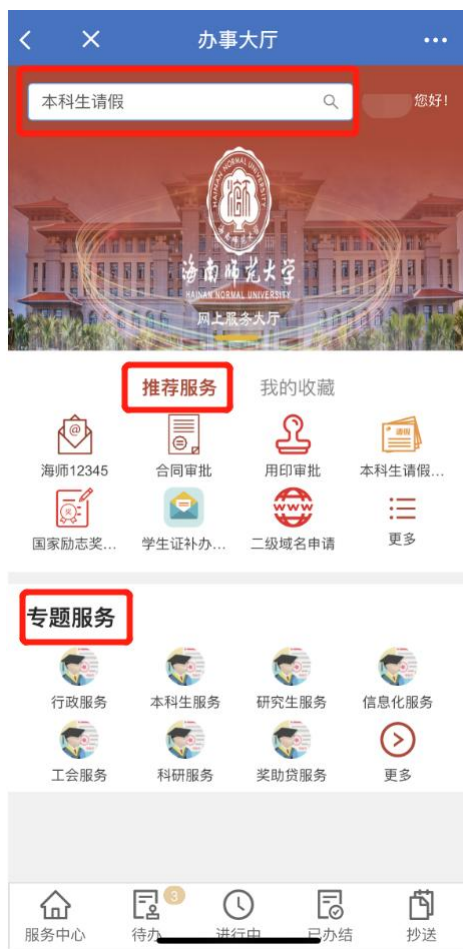 办事大厅
本科生请假
您好!
HAINAN NORMAL UNIVERSITY
海南师范大学
HAINAN NORMAL UNIVERSITY
网上服务大厅
推荐服务 我的收藏
海师12345 合同审批 用印审批 本科生请假...
国家励志奖... 学生证补办... 二级域名申请 更多
专题服务
行政服务 本科生服务 研究生服务 信息化服务
工会服务 科研服务 奖助贷服务 更多
3
服务中心 待办 进行中 已办结 抄送